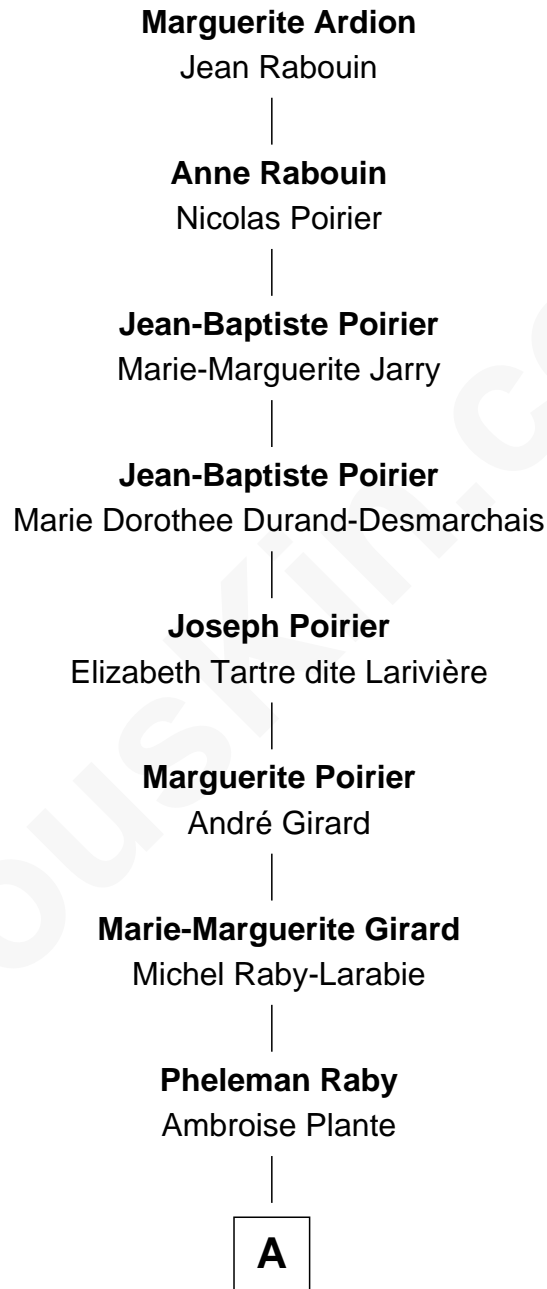 Marguerite Ardion
Jean Rabouin
Anne Rabouin
Nicolas Poirier
Jean-Baptiste Poirier
Marie-Marguerite Jarry
Jean-Baptiste Poirier
Marie Dorothee Durand-Desmarchais
Joseph Poirier
Elizabeth Tartre dite Larivière
Marguerite Poirier
André Girard
Marie-Marguerite Girard
Michel Raby-Larabie
Pheleman Raby
Ambroise Plante
A